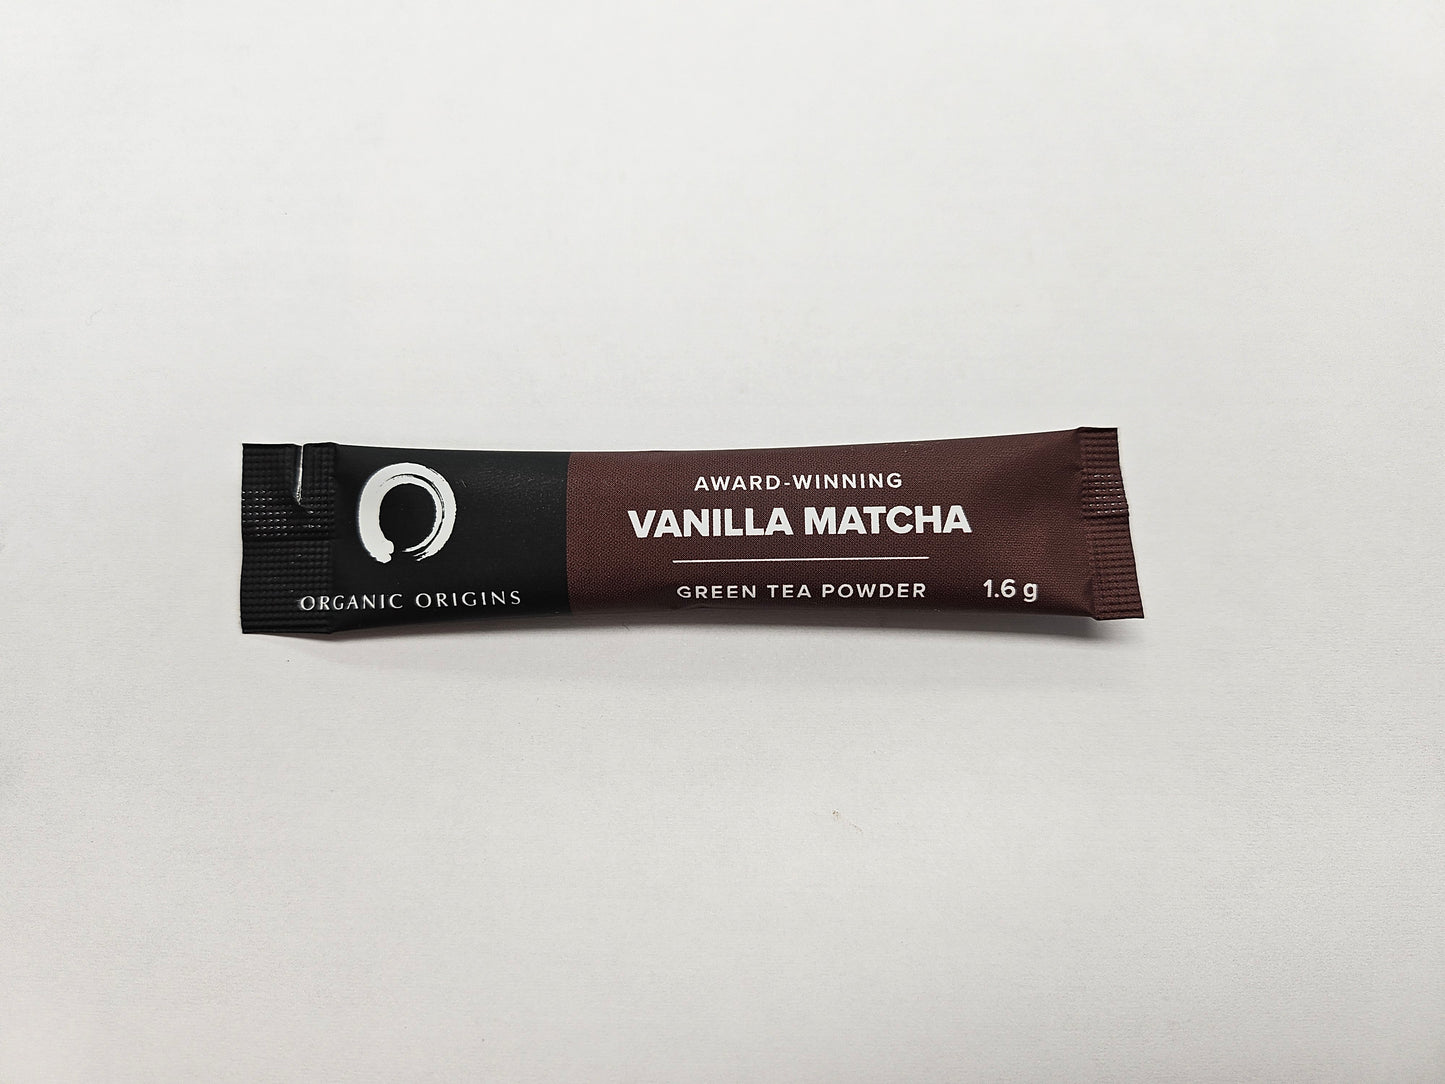 ORGANIC ORIGINS
AWARD-WINNING
VANILLA MATCHA
GREEN TEA POWDER
1.6 g